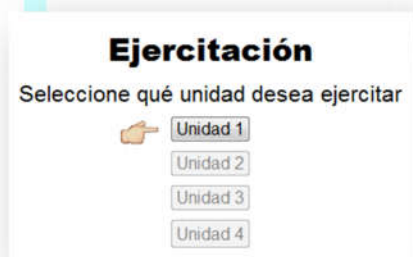 Ejercitación
Seleccione qué unidad desea ejercitar
Unidad 1
Unidad 2
Unidad 3
Unidad 4